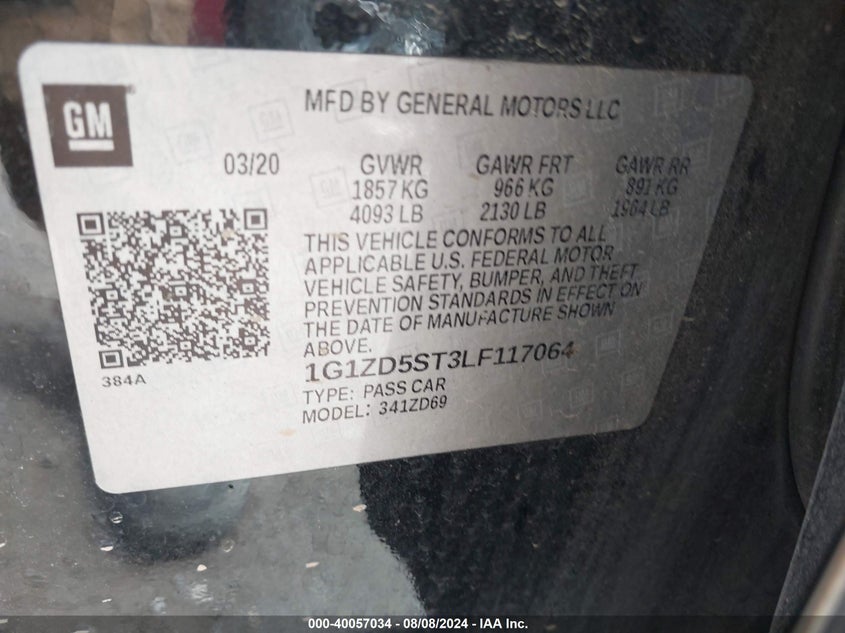 GM
MFD BY GENERAL MOTORS LLC
03/20 GVWR GAWR FRT GAWR RR
1857 KG 966 KG 891 KG
4093 LB 2130 LB 1964 LB
THIS VEHICLE CONFORMS TO ALL
APPLICABLE U.S. FEDERAL MOTOR
VEHICLE SAFETY, BUMPER, AND THEFT
PREVENTION STANDARDS IN EFFECT ON
THE DATE OF MANUFACTURE SHOWN
ABOVE.
384A
1G1ZD5ST3LF117064
TYPE: PASS CAR
MODEL: 341ZD69
000-40057034 - 08/08/2024 - IAA Inc.